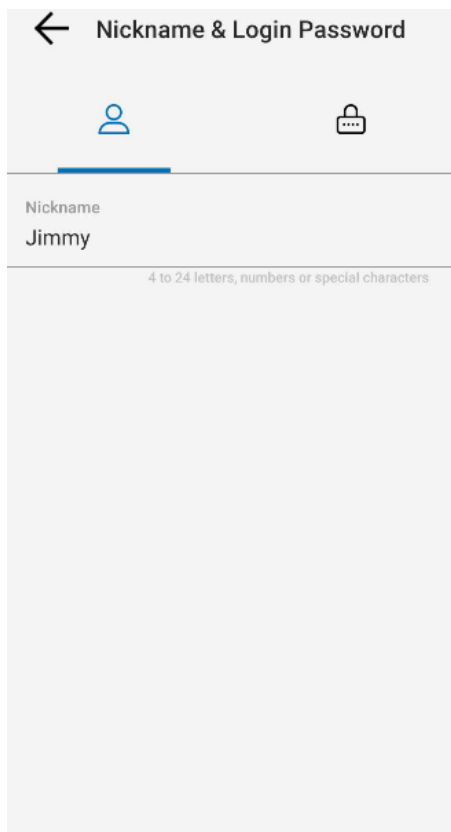 Nickname & Login Password
Nickname
Jimmy
4 to 24 letters, numbers or special characters